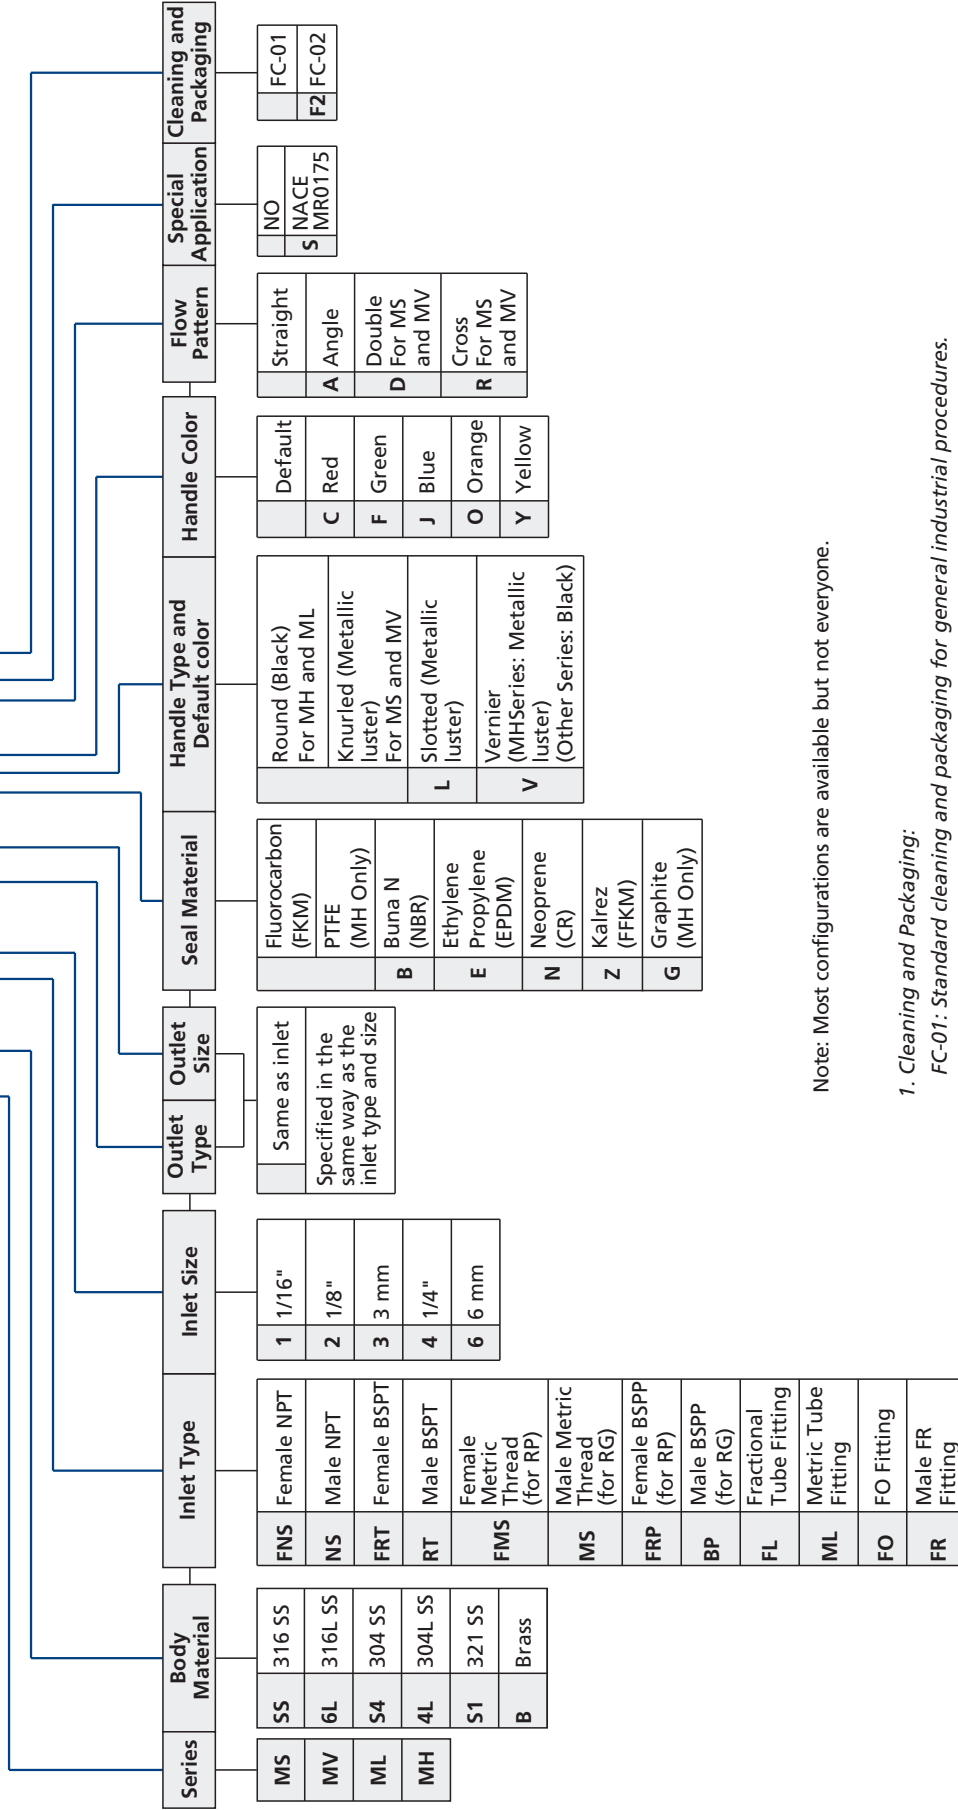 Series
MS
MV
ML
MH
Body
Material
SS 316 SS
6L 316L SS
S4 304 SS
4L 304L SS
S1 321 SS
B Brass
Inlet Type
FNS Female NPT
NS Male NPT
FRT Female BSPT
RT Male BSPT
FMS Female
Metric
Thread
(for RP)
MS Male Metric
Thread
(for RG)
FRP Female BSPP
(for RP)
BP Male BSPP
(for RG)
FL Fractional
Tube Fitting
ML Metric Tube
Fitting
FO FO Fitting
FR Male FR
Fitting
Inlet Size
1 1/16"
2 1/8"
3 3 mm
4 1/4"
6 6 mm
Outlet
Type
Outlet
Size
Same as inlet
Specified in the
same way as the
inlet type and size
Seal Material
Fluorocarbon
(FKM)
PTFE
(MH Only)
B Buna N
(NBR)
E Ethylene
Propylene
(EPDM)
N Neoprene
(CR)
Z Kalrez
(FFKM)
G Graphite
(MH Only)
Handle Type and
Default color
Round (Black)
For MH and ML
Knurled (Metallic
luster)
For MS and MV
L Slotted (Metallic
luster)
V Vernier
(MHSeries: Metallic
luster)
(Other Series: Black)
Handle Color
Default
C Red
F Green
J Blue
O Orange
Y Yellow
Flow
Pattern
Straight
A Angle
D Double
For MS
and MV
R Cross
For MS
and MV
Special
Application
NO
S NACE
MR0175
Cleaning and
Packaging
FC-01
F2 FC-02
Note: Most configurations are available but not everyone.
1. Cleaning and Packaging:
FC-01: Standard cleaning and packaging for general industrial procedures.